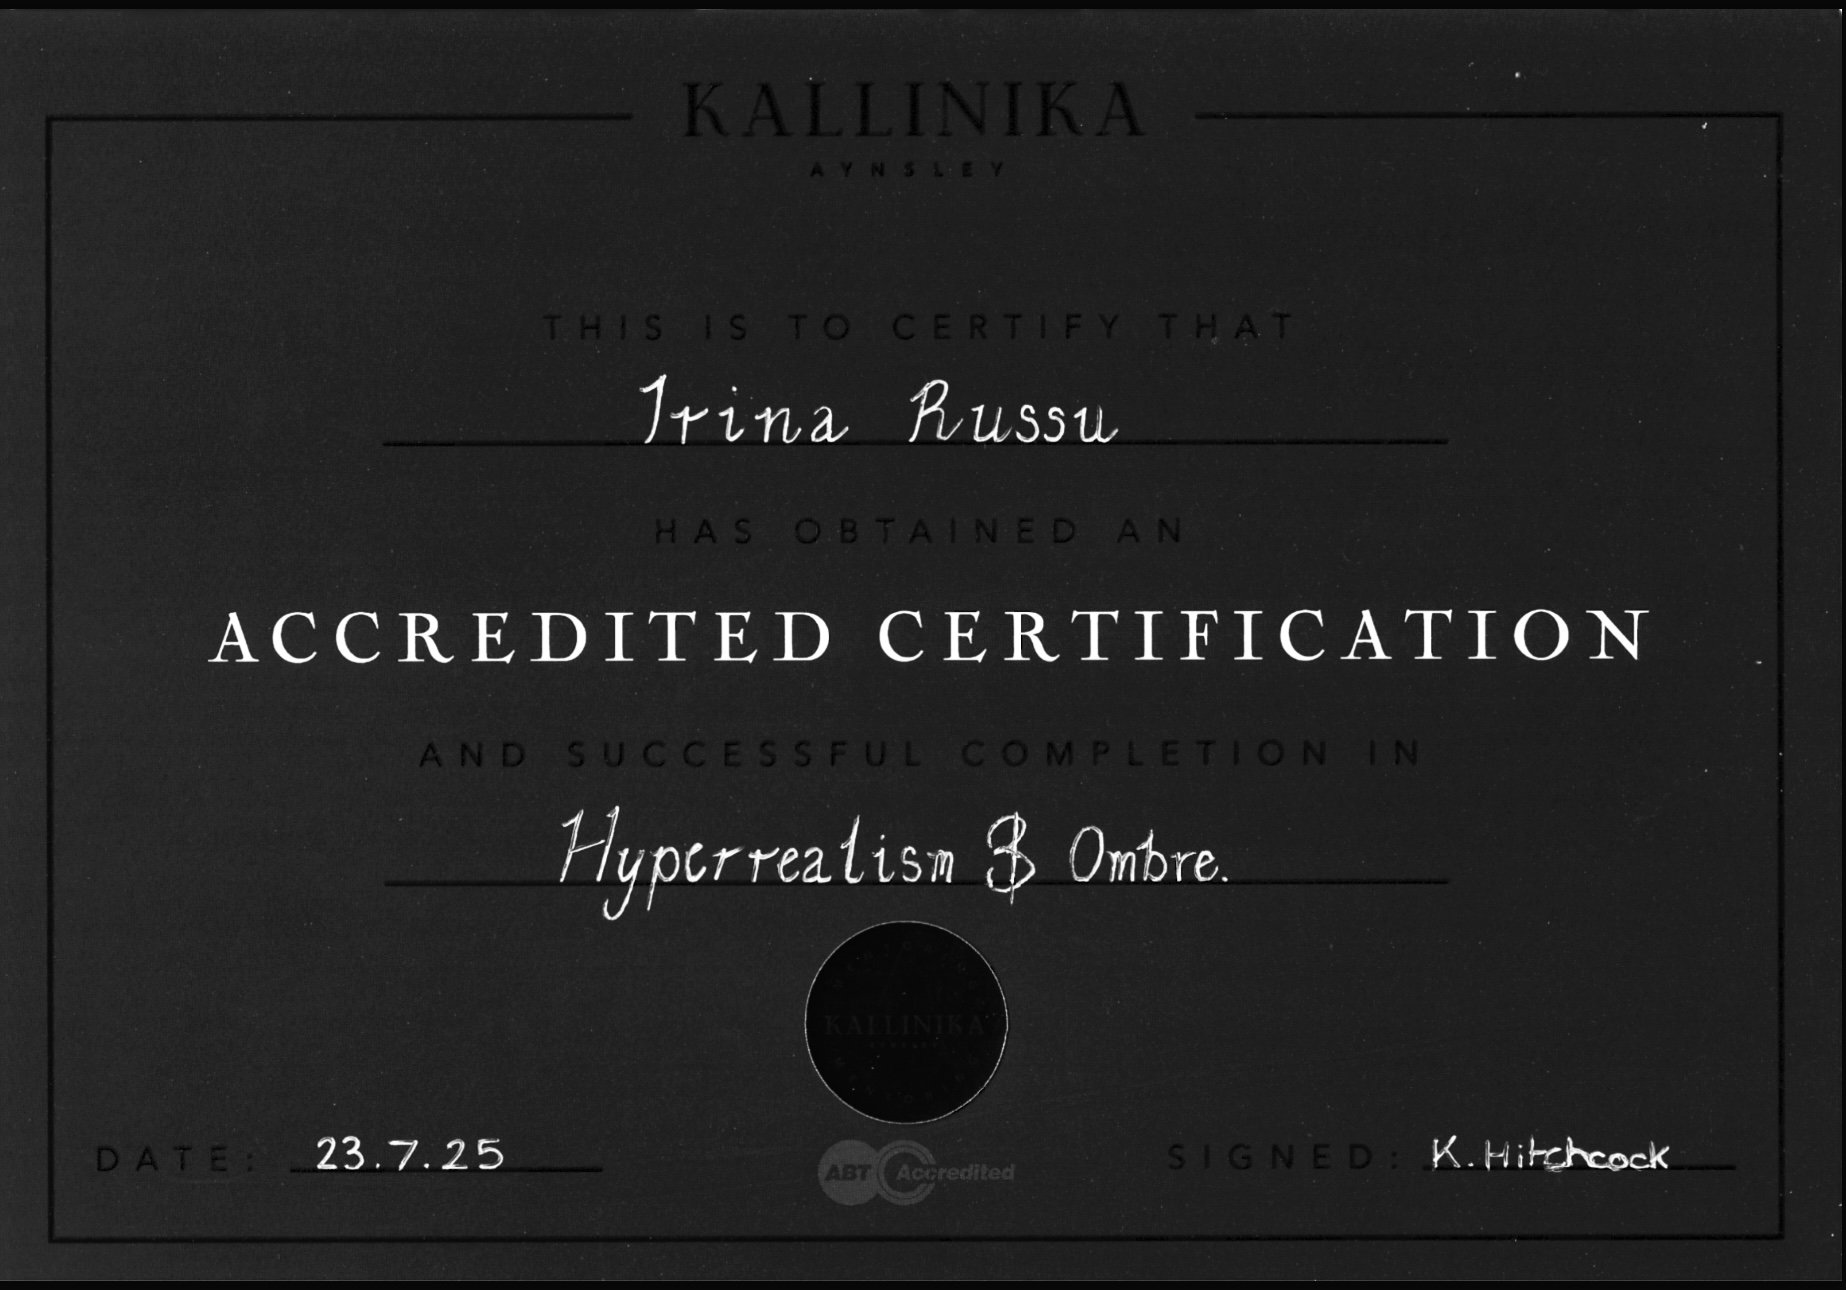 KALLINIKA
AYNSLEY
THIS IS TO CERTIFY THAT
Irina Russu
HAS OBTAINED AN
ACCREDITED CERTIFICATION
AND SUCCESSFUL COMPLETION IN
Hyperrealism & Ombre.
KALLINIKA
DATE: 23.7.25
ABT Accredited
SIGNED: K. Hitchcock